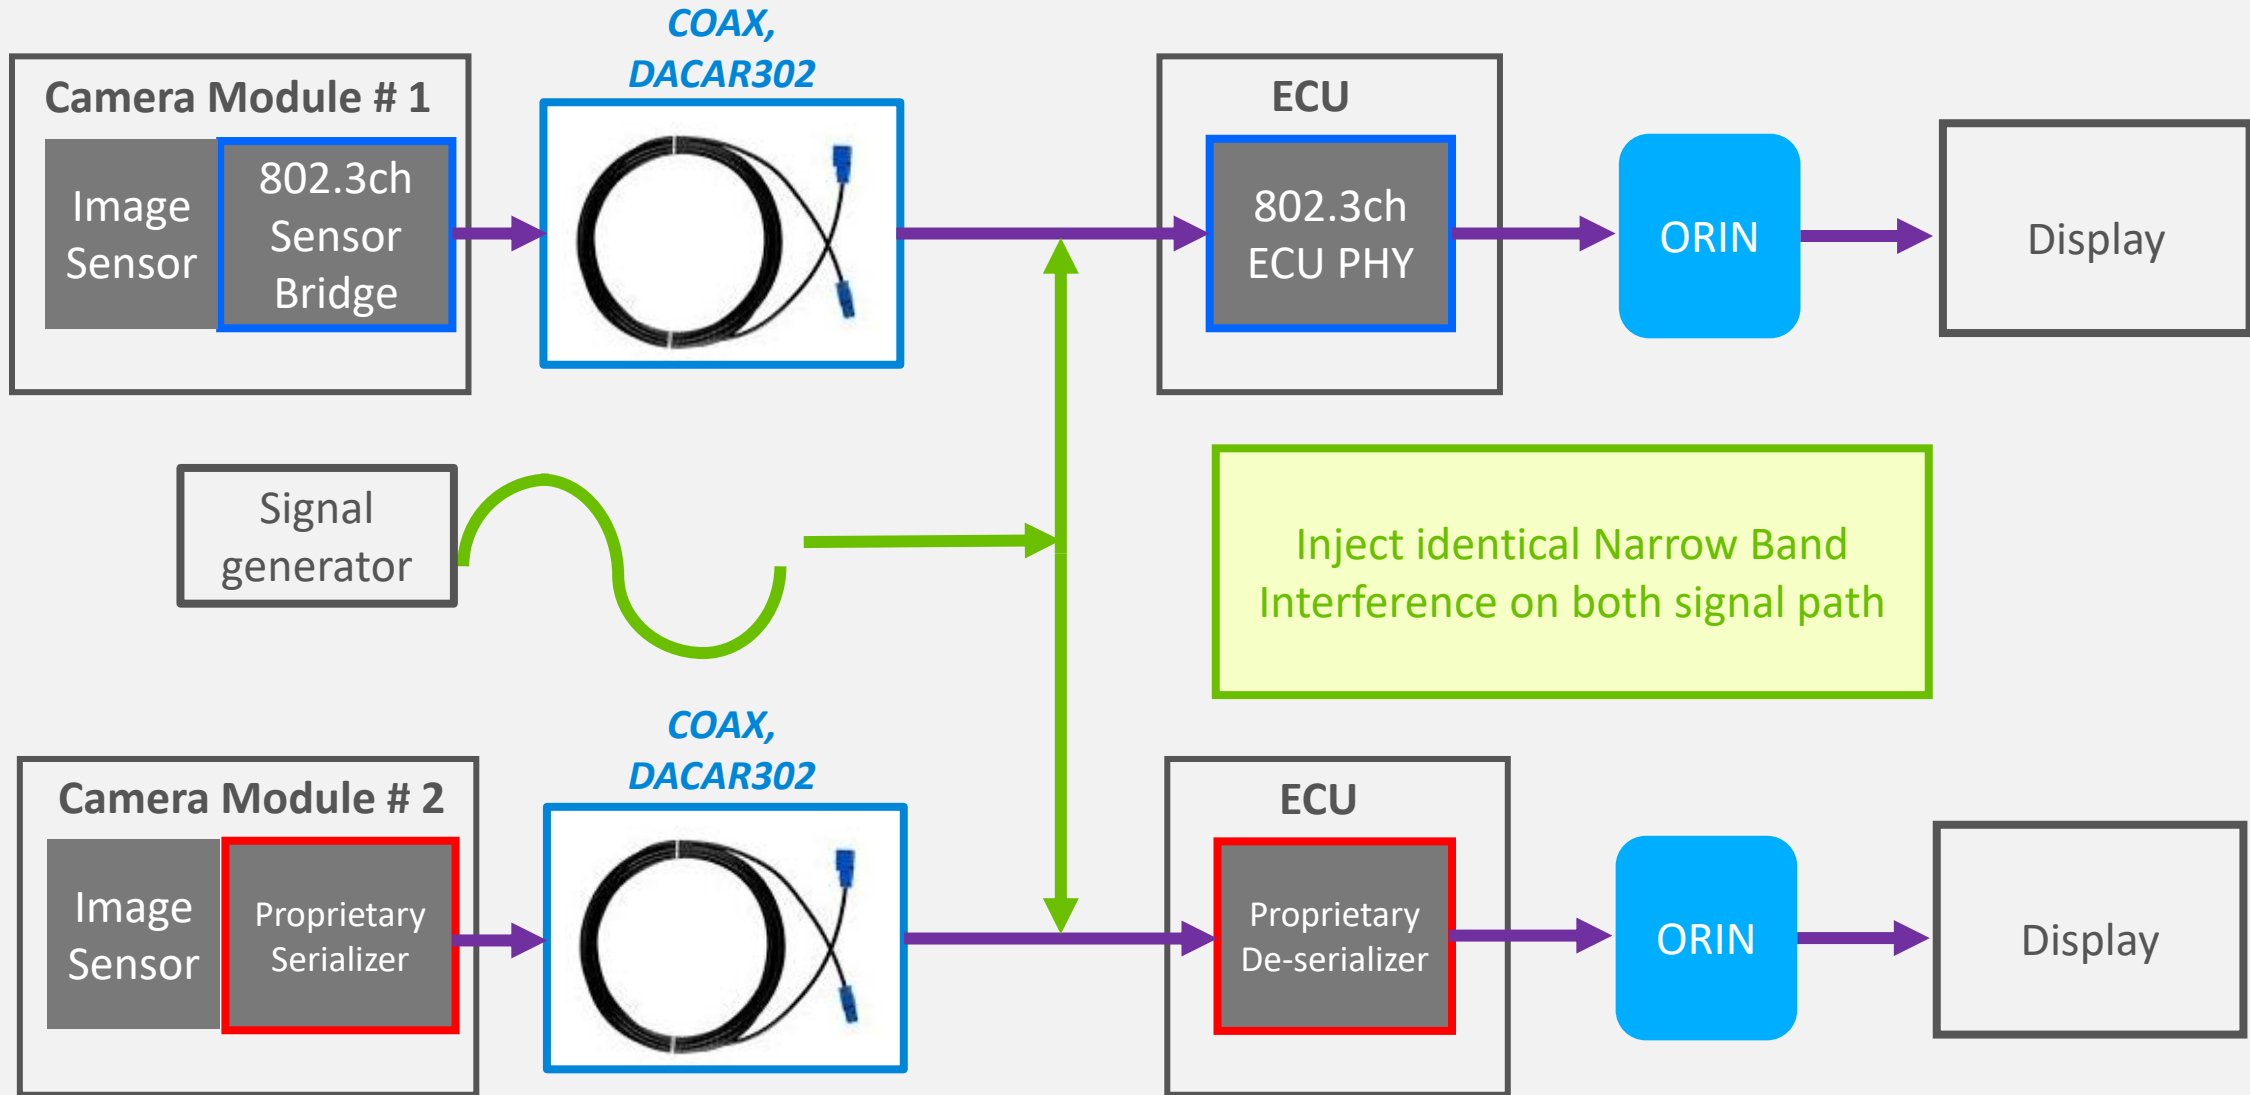 COAX,
DACAR302
Camera Module # 1
Image
Sensor
802.3ch
Sensor
Bridge
ECU
802.3ch
ECU PHY
ORIN
Display
Signal
generator
Inject identical Narrow Band
Interference on both signal path
COAX,
DACAR302
Camera Module # 2
Image
Sensor
Proprietary
Serializer
ECU
Proprietary
De-serializer
ORIN
Display